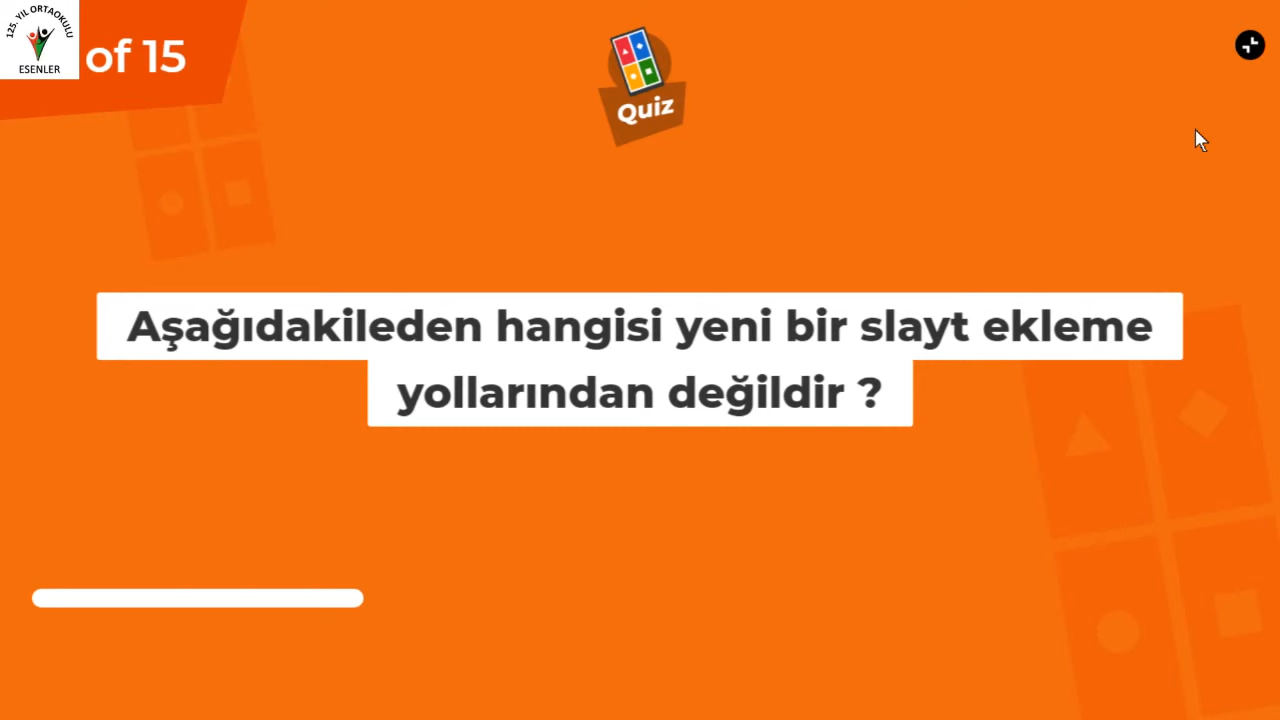 125. YIL ORTAOKULU
ESENLER
of 15
Quiz
Aşağıdakileden hangisi yeni bir slayt ekleme
yollarından değildir ?